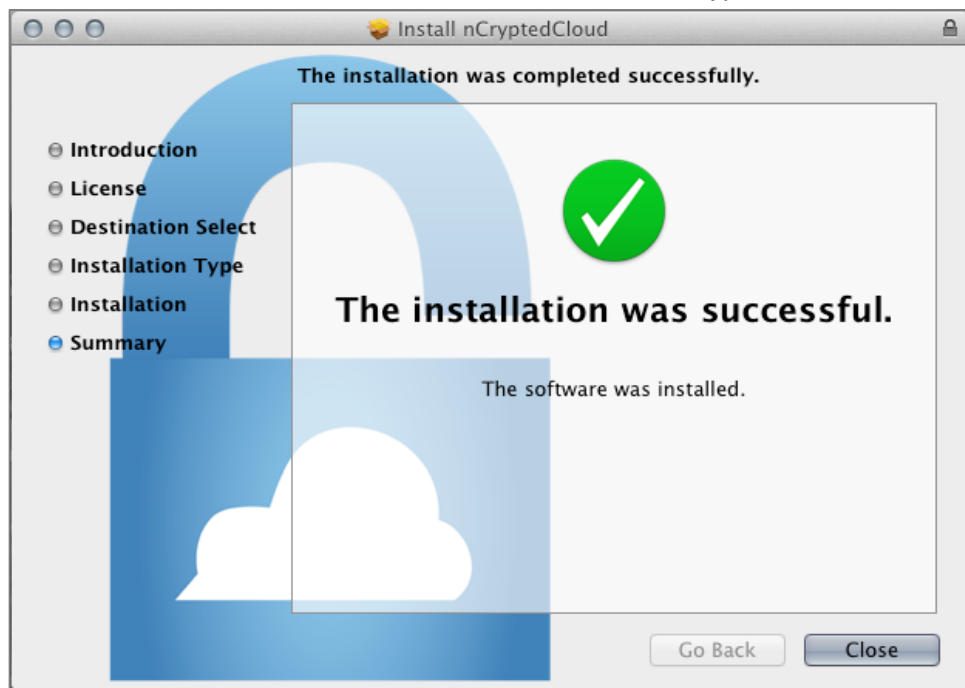 Install nCryptedCloud
The installation was completed successfully.
Introduction
License
Destination Select
Installation Type
Installation
Summary
The installation was successful.
The software was installed.
Go Back
Close